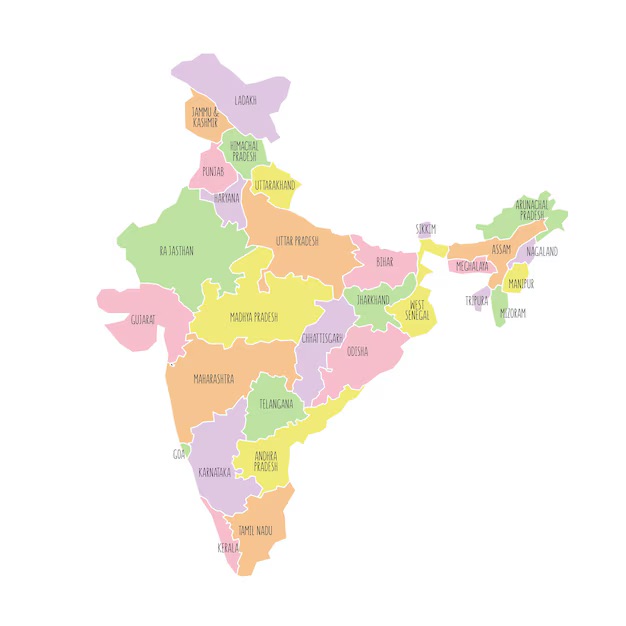 LADAKH
JAMMU &
KASHMIR
HIMACHAL
PRADESH
PUNJAB
UTTARAKHAND
HARYANA
ARUNACHAL
PRADESH
SIKKIM
UTTAR PRADESH
RAJASTHAN
ASSAM
NAGALAND
BIHAR
MEGHALAYA
MANIPUR
JHARKHAND
TRIPURA
WEST
SENGAL
MIZORAM
GUJARAT
MADHYA PRADESH
CHHATTISGARH
ODISHA
MAHARASHTRA
TELANGANA
GOA
ANDHRA
PRADESH
KARNATAKA
TAMIL NADU
KERALA